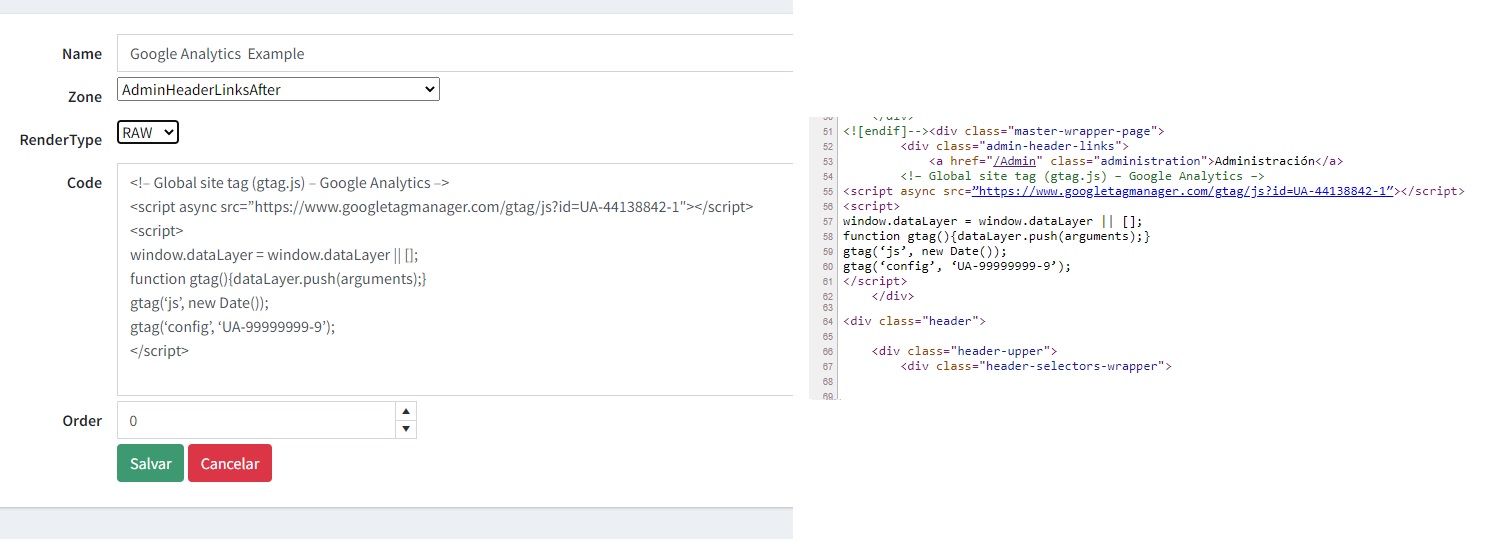 Name
Google Analytics Example
Zone
AdminHeaderLinksAfter
RenderType
RAW
Code
<!– Global site tag (gtag.js) – Google Analytics –>
<script async src=”https://www.googletagmanager.com/gtag/js?id=UA-44138842-1″></script>
<script>
window.dataLayer = window.dataLayer || [];
function gtag(){dataLayer.push(arguments);}
gtag(‘js’, new Date());
gtag(‘config’, ‘UA-99999999-9’);
</script>
Order
0
Salvar Cancelar
50 </div>
51 <![endif]--><div class="master-wrapper-page">
52 <div class="admin-header-links">
53 <a href="/Admin" class="administration">Administración</a>
54 <!– Global site tag (gtag.js) – Google Analytics –>
55 <script async src=”https://www.googletagmanager.com/gtag/js?id=UA-44138842-1″></script>
56 <script>
57 window.dataLayer = window.dataLayer || [];
58 function gtag(){dataLayer.push(arguments);}
59 gtag(‘js’, new Date());
60 gtag(‘config’, ‘UA-99999999-9’);
61 </script>
62 </div>
63
64 <div class="header">
65
66 <div class="header-upper">
67 <div class="header-selectors-wrapper">
68
69